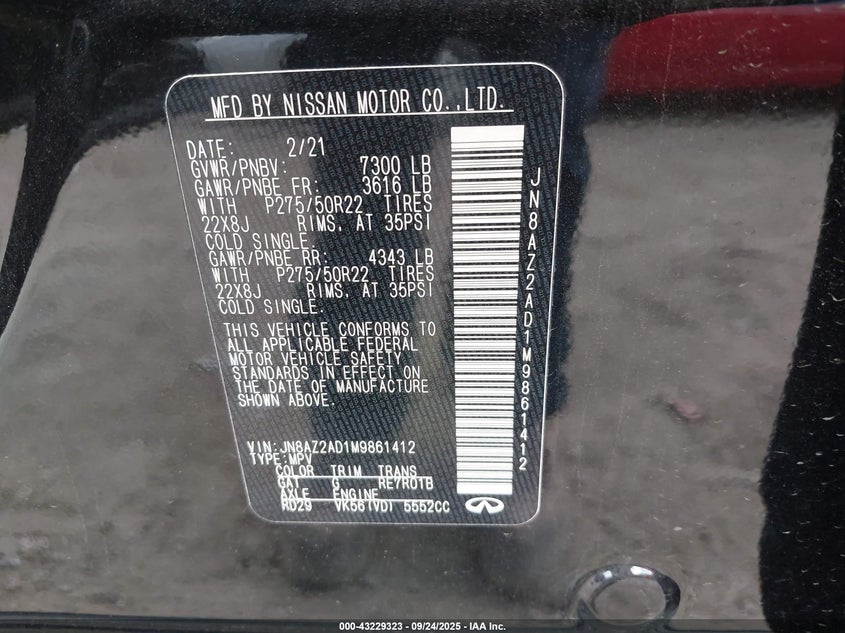 MFD BY NISSAN MOTOR CO.,LTD.
DATE: 2/21
GVWR/PNBV: 7300 LB
GAWR/PNBE FR: 3616 LB
WITH P275/50R22 TIRES
22X8J RIMS, AT 35PSI
COLD SINGLE.
GAWR/PNBE RR: 4343 LB
WITH P275/50R22 TIRES
22X8J RIMS, AT 35PSI
COLD SINGLE.
THIS VEHICLE CONFORMS TO
ALL APPLICABLE FEDERAL
MOTOR VEHICLE SAFETY
STANDARDS IN EFFECT ON
THE DATE OF MANUFACTURE
SHOWN ABOVE.
VIN:JN8AZ2AD1M9861412
TYPE:MPV
COLOR TRIM TRANS
GAT G RE7R01B
AXLE ENGINE
RD29 VK56(VD) 5552CC
JN8AZ2AD1M9861412
000-43229323 - 09/24/2025 - IAA Inc.